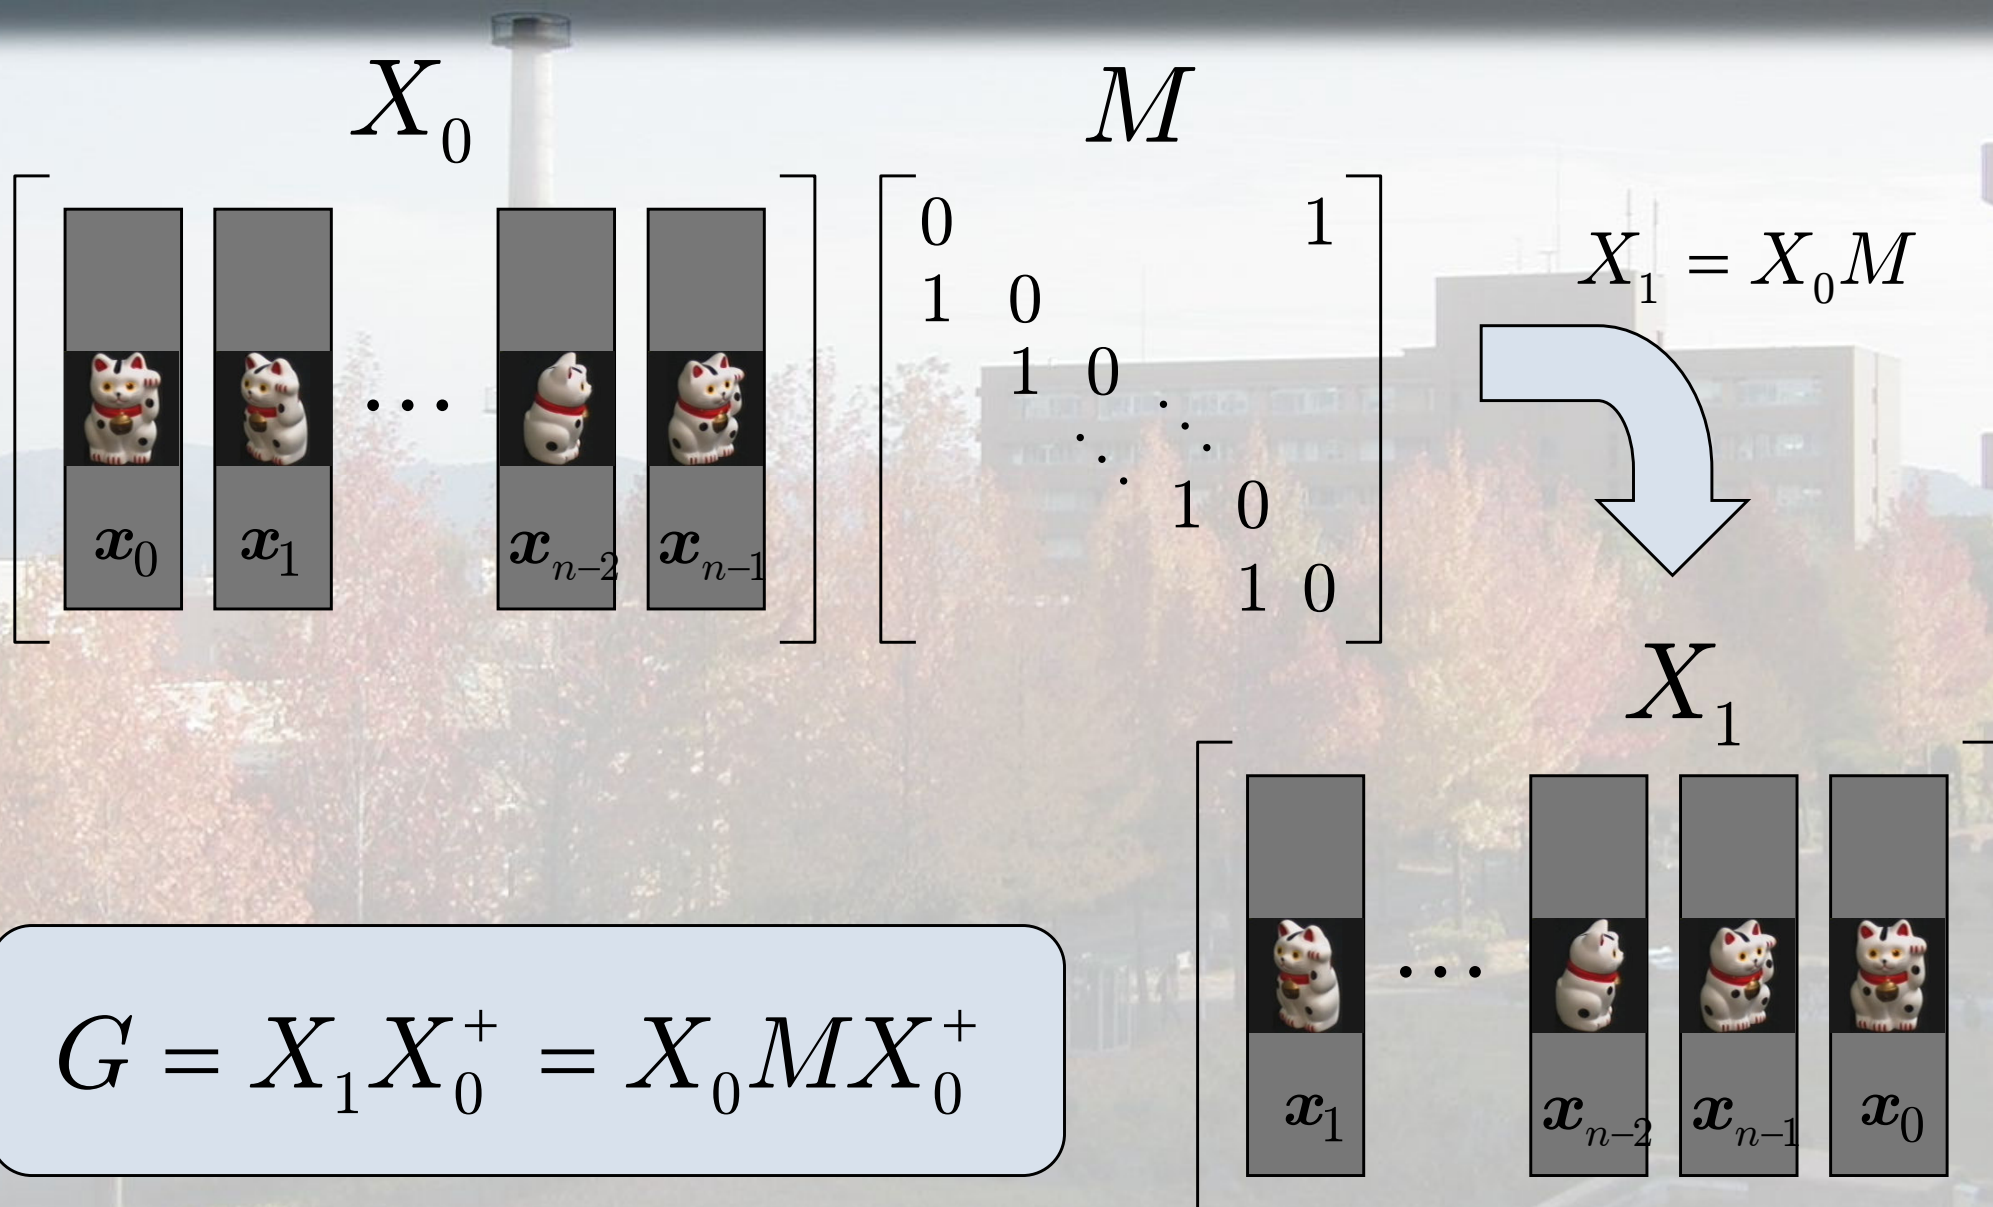 X₀
M
x₀ x₁ ⋯ xₙ₋₂ xₙ₋₁
0 1
1 0
1 0
⋱ ⋱
1 0
1 0
X₁ = X₀M
X₁
x₁ ⋯ xₙ₋₂ xₙ₋₁ x₀
G = X₁X₀⁺ = X₀MX₀⁺